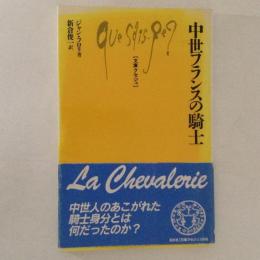 中世フランスの騎士
ジャン・フロリ著
新倉俊一訳
que sais-je?
[文庫クセジュ]
La Chevalerie
中世人のあこがれた
騎士身分とは
何だったのか?